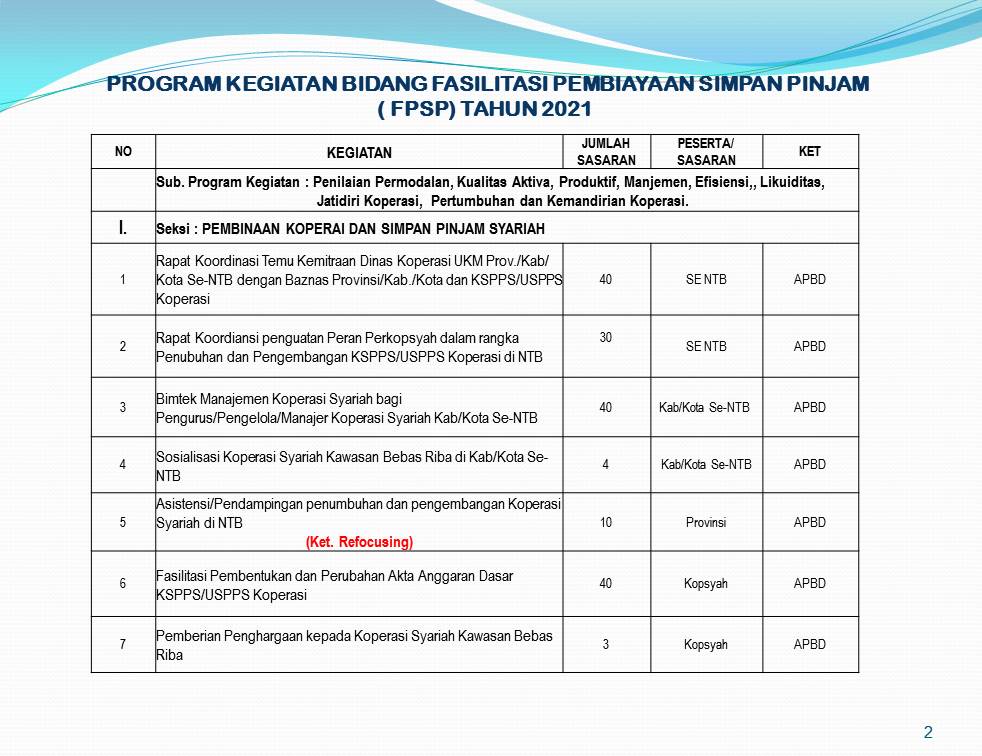 PROGRAM KEGIATAN BIDANG FASILITASI PEMBIAYAAN SIMPAN PINJAM
( FPSP) TAHUN 2021
NO KEGIATAN JUMLAH SASARAN PESERTA/ SASARAN KET
Sub. Program Kegiatan : Penilaian Permodalan, Kualitas Aktiva, Produktif, Manjemen, Efisiensi,, Likuiditas,
Jatidiri Koperasi, Pertumbuhan dan Kemandirian Koperasi.
I. Seksi : PEMBINAAN KOPERAI DAN SIMPAN PINJAM SYARIAH
Rapat Koordinasi Temu Kemitraan Dinas Koperasi UKM Prov./Kab/
1 Kota Se-NTB dengan Baznas Provinsi/Kab./Kota dan KSPPS/USPPS 40 SE NTB APBD
Koperasi
Rapat Koordiansi penguatan Peran Perkopsyah dalam rangka 30
2 Penubuhan dan Pengembangan KSPPS/USPPS Koperasi di NTB SE NTB APBD
Bimtek Manajemen Koperasi Syariah bagi
3 Pengurus/Pengelola/Manajer Koperasi Syariah Kab/Kota Se-NTB 40 Kab/Kota Se-NTB APBD
Sosialisasi Koperasi Syariah Kawasan Bebas Riba di Kab/Kota Se-
4 NTB 4 Kab/Kota Se-NTB APBD
Asistensi/Pendampingan penumbuhan dan pengembangan Koperasi
5 Syariah di NTB 10 Provinsi APBD
(Ket. Refocusing)
Fasilitasi Pembentukan dan Perubahan Akta Anggaran Dasar
6 KSPPS/USPPS Koperasi 40 Kopsyah APBD
Pemberian Penghargaan kepada Koperasi Syariah Kawasan Bebas
7 Riba 3 Kopsyah APBD
2